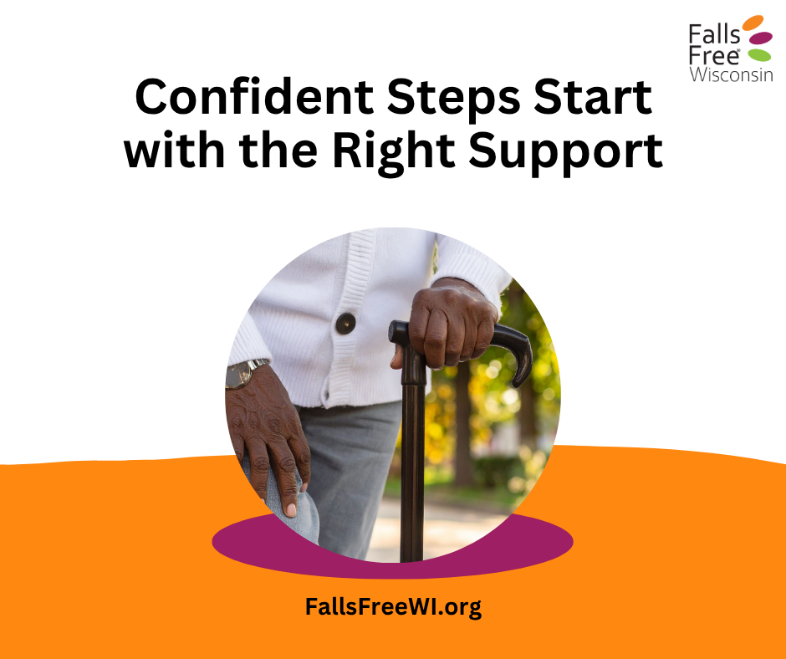 Falls
Free®
Wisconsin
Confident Steps Start
with the Right Support
FallsFreeWI.org